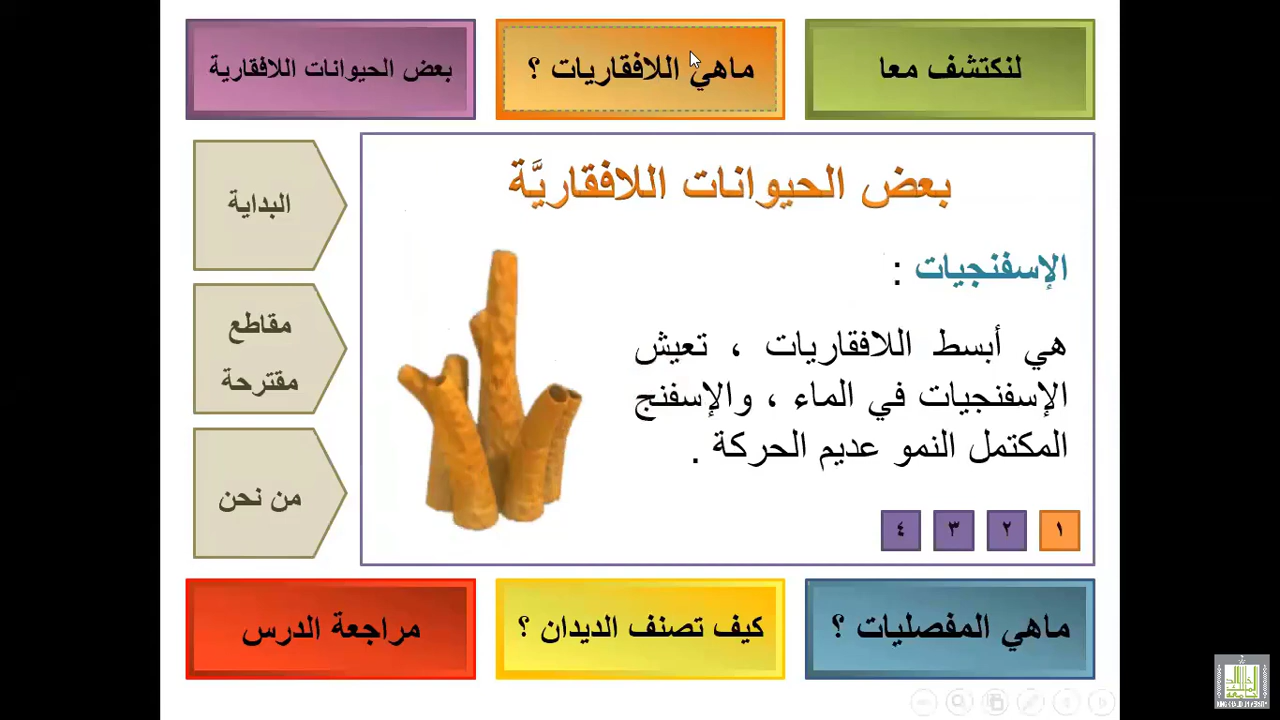 لنكتشف معا
ماهي اللافقاريات ؟
بعض الحيوانات اللافقارية
البداية
مقاطع
مقترحة
من نحن
بعض الحيوانات اللافقاريَّة
الإسفنجيات :
هي أبسط اللافقاريات ، تعيش
الإسفنجيات في الماء ، والإسفنج
المكتمل النمو عديم الحركة .
١ ٢ ٣ ٤
ماهي المفصليات ؟
كيف تصنف الديدان ؟
مراجعة الدرس